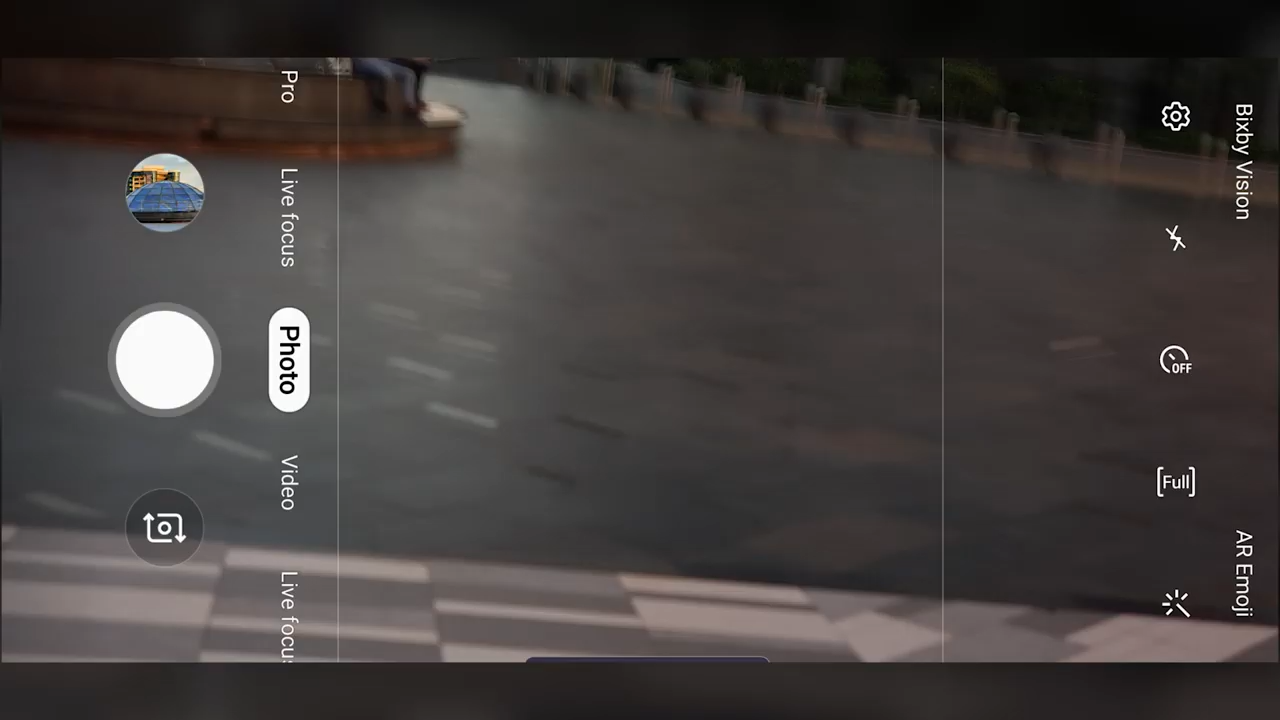 Bixby Vision
AR Emoji
OFF
Full
Pro
Live focus
Photo
Video
Live focus